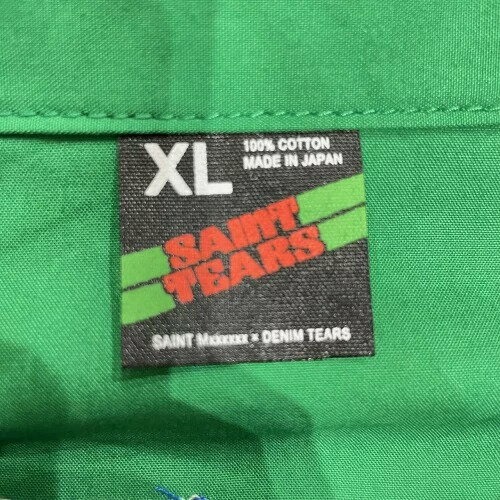 XL
100% COTTON
MADE IN JAPAN
SAINT
TEARS
SAINT Mxxxxxx × DENIM TEARS